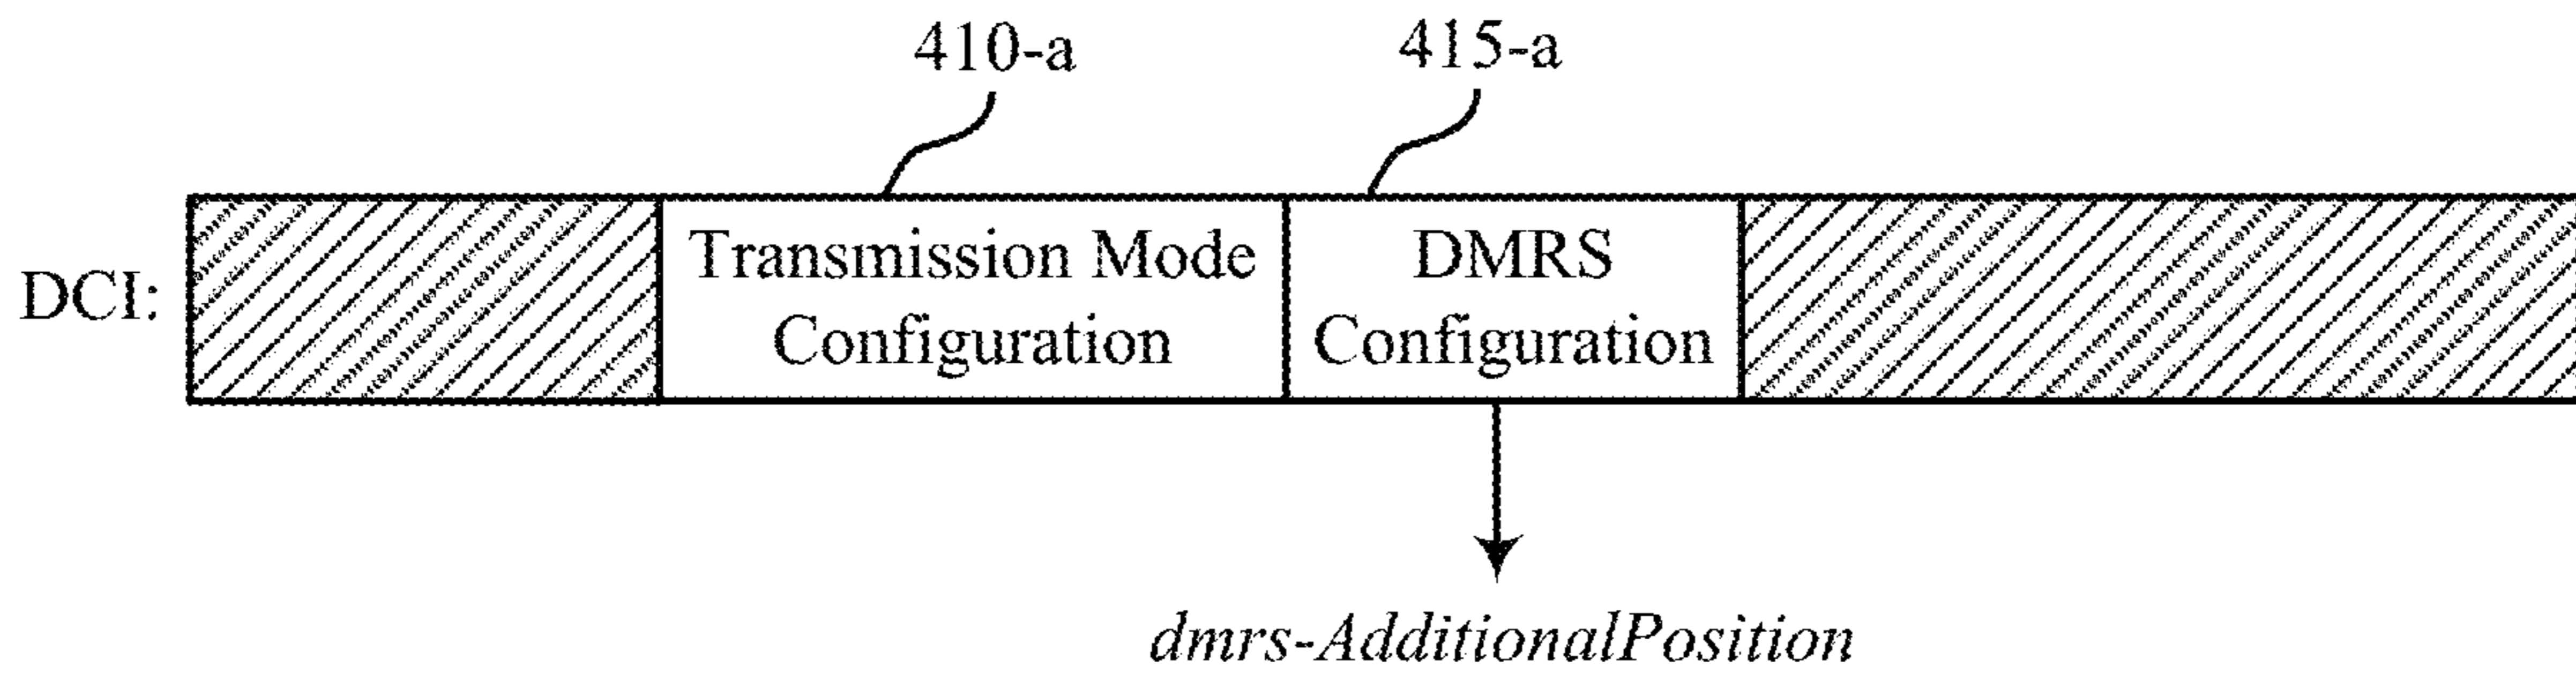 410-a
415-a
DCI:
Transmission Mode
Configuration
DMRS
Configuration
dmrs-AdditionalPosition